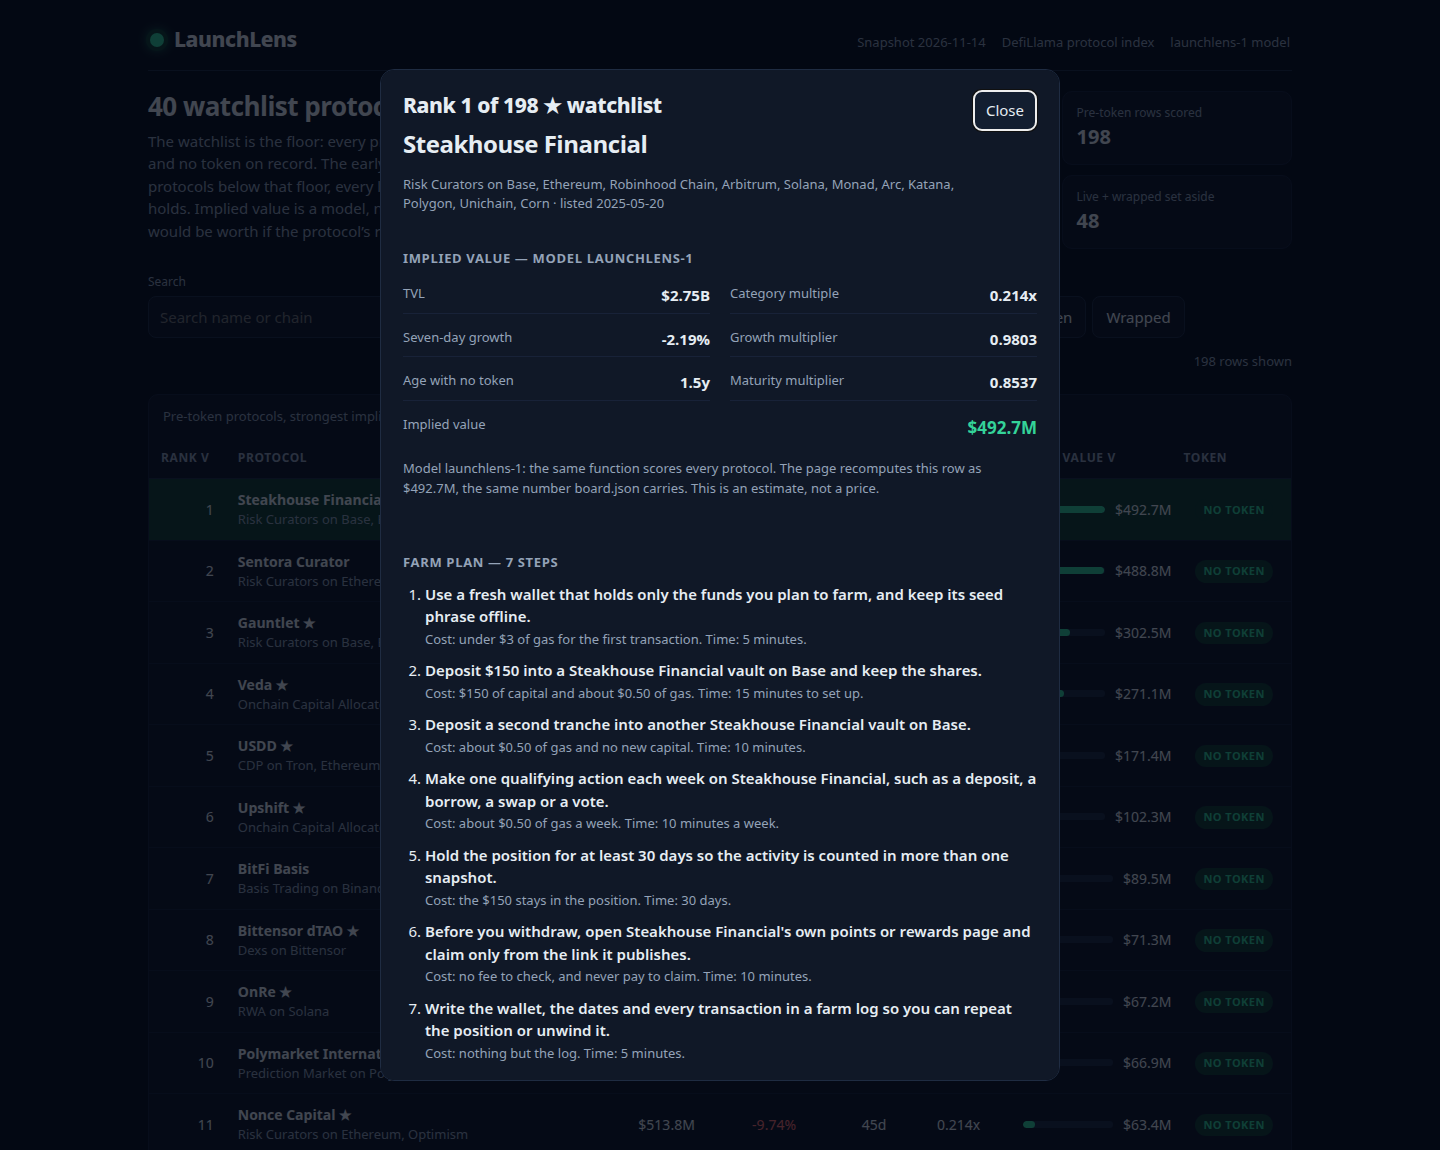 LaunchLens
Snapshot 2026-11-14 DefiLlama protocol index launchlens-1 model
40 watchlist
The watchlist is the floor: every
and no token on record. The
protocols below that floor, every
holds. Implied value is a model,
would be worth if the protocol's
Pre-token rows scored
198
Live + wrapped set aside
48
Search
Search name or chain
Wrapped
198 rows shown
Pre-token protocols, strongest
RANK V PROTOCOL VALUE V TOKEN
1 Steakhouse $492.7M NO TOKEN
Risk Curators on Base,
2 Sentora Curator $488.8M NO TOKEN
Risk Curators on
3 Gauntlet ★ $302.5M NO TOKEN
Risk Curators on Base,
4 Veda ★ $271.1M NO TOKEN
Onchain Capital
5 USDD ★ $171.4M NO TOKEN
CDP on Tron, Ethereum
6 Upshift ★ $102.3M NO TOKEN
Onchain Capital
7 BitFi Basis $89.5M NO TOKEN
Basis Trading on
8 Bittensor dTAO ★ $71.3M NO TOKEN
Dexs on Bittensor
9 OnRe ★ $67.2M NO TOKEN
RWA on Solana
10 Polymarket $66.9M NO TOKEN
Prediction Market on
11 Nonce Capital ★ $513.8M -9.74% 45d 0.214x $63.4M NO TOKEN
Risk Curators on Ethereum, Optimism
Rank 1 of 198 ★ watchlist
Close
Steakhouse Financial
Risk Curators on Base, Ethereum, Robinhood Chain, Arbitrum, Solana, Monad, Arc, Katana,
Polygon, Unichain, Corn · listed 2025-05-20
IMPLIED VALUE — MODEL LAUNCHLENS-1
TVL $2.75B Category multiple 0.214x
Seven-day growth -2.19% Growth multiplier 0.9803
Age with no token 1.5y Maturity multiplier 0.8537
Implied value $492.7M
Model launchlens-1: the same function scores every protocol. The page recomputes this row as
$492.7M, the same number board.json carries. This is an estimate, not a price.
FARM PLAN — 7 STEPS
1. Use a fresh wallet that holds only the funds you plan to farm, and keep its seed
phrase offline.
Cost: under $3 of gas for the first transaction. Time: 5 minutes.
2. Deposit $150 into a Steakhouse Financial vault on Base and keep the shares.
Cost: $150 of capital and about $0.50 of gas. Time: 15 minutes to set up.
3. Deposit a second tranche into another Steakhouse Financial vault on Base.
Cost: about $0.50 of gas and no new capital. Time: 10 minutes.
4. Make one qualifying action each week on Steakhouse Financial, such as a deposit, a
borrow, a swap or a vote.
Cost: about $0.50 of gas a week. Time: 10 minutes a week.
5. Hold the position for at least 30 days so the activity is counted in more than one
snapshot.
Cost: the $150 stays in the position. Time: 30 days.
6. Before you withdraw, open Steakhouse Financial's own points or rewards page and
claim only from the link it publishes.
Cost: no fee to check, and never pay to claim. Time: 10 minutes.
7. Write the wallet, the dates and every transaction in a farm log so you can repeat
the position or unwind it.
Cost: nothing but the log. Time: 5 minutes.